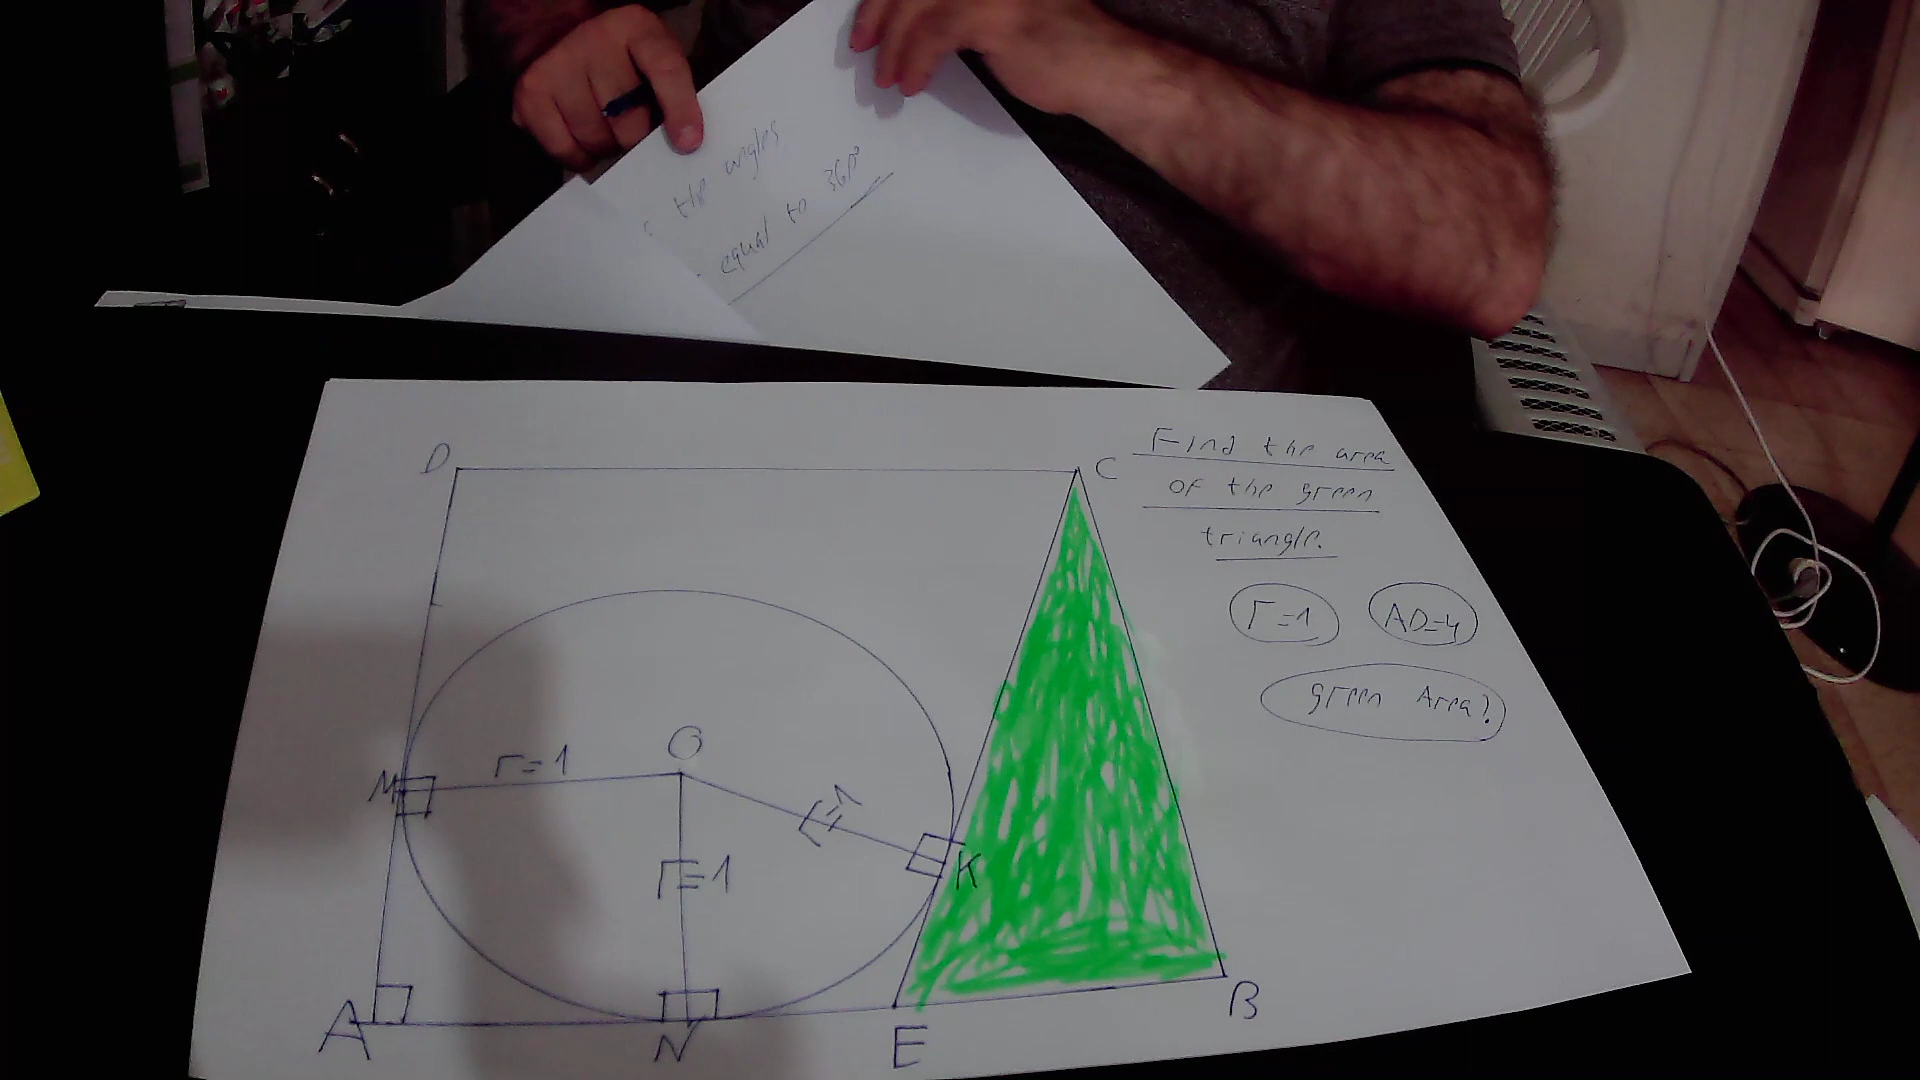 the angles
equal to 360°
D
C
Find the area
of the green
triangle.
r=1
AD=4
green Area?
O
M
r=1
r=1
r=1
K
A
N
E
B